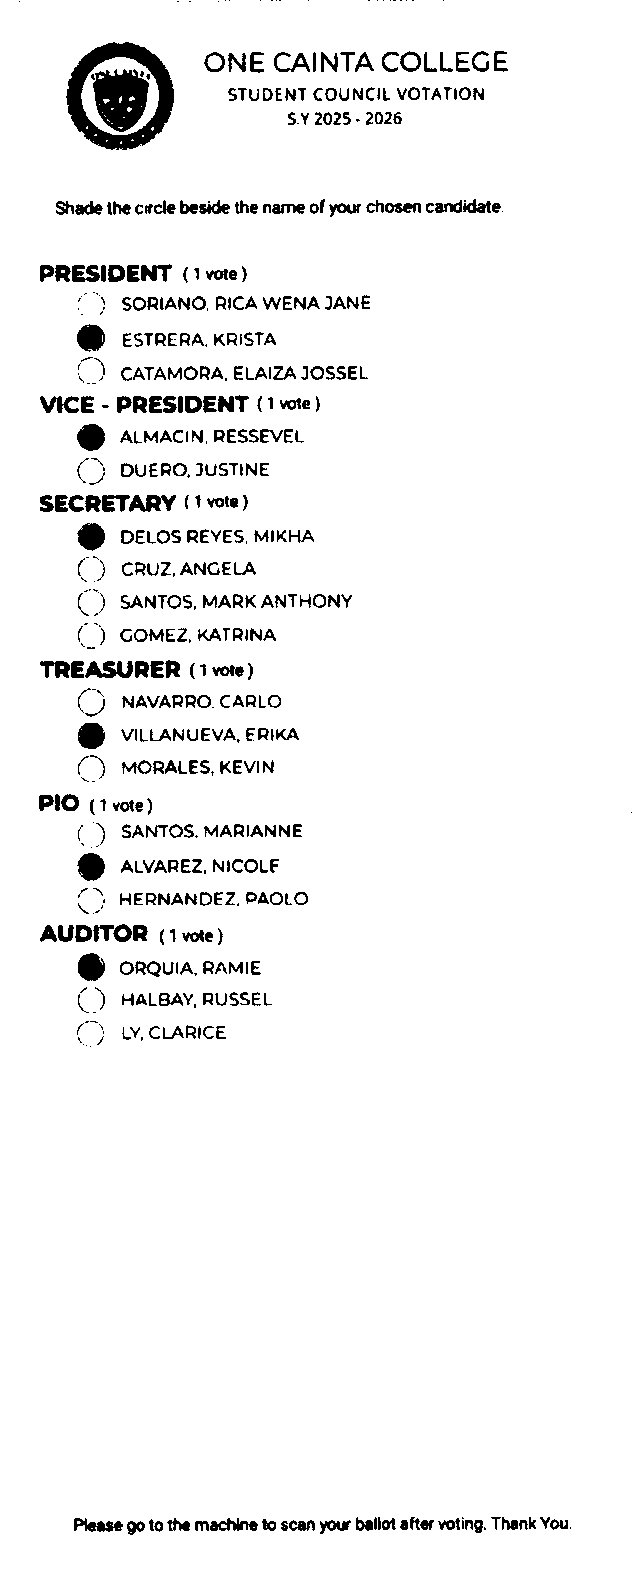 ONE CAINTA COLLEGE
STUDENT COUNCIL VOTATION
S.Y 2025 - 2026
Shade the circle beside the name of your chosen candidate.
PRESIDENT ( 1 vote )
SORIANO, RICA WENA JANE
ESTRERA, KRISTA
CATAMORA, ELAIZA JOSSEL
VICE - PRESIDENT ( 1 vote )
ALMACIN, RESSEVEL
DUERO, JUSTINE
SECRETARY ( 1 vote )
DELOS REYES, MIKHA
CRUZ, ANGELA
SANTOS, MARK ANTHONY
GOMEZ, KATRINA
TREASURER ( 1 vote )
NAVARRO, CARLO
VILLANUEVA, ERIKA
MORALES, KEVIN
PIO ( 1 vote )
SANTOS, MARIANNE
ALVAREZ, NICOLE
HERNANDEZ, PAOLO
AUDITOR ( 1 vote )
ORQUIA, RAMIE
HALBAY, RUSSEL
LY, CLARICE
Please go to the machine to scan your ballot after voting. Thank You.